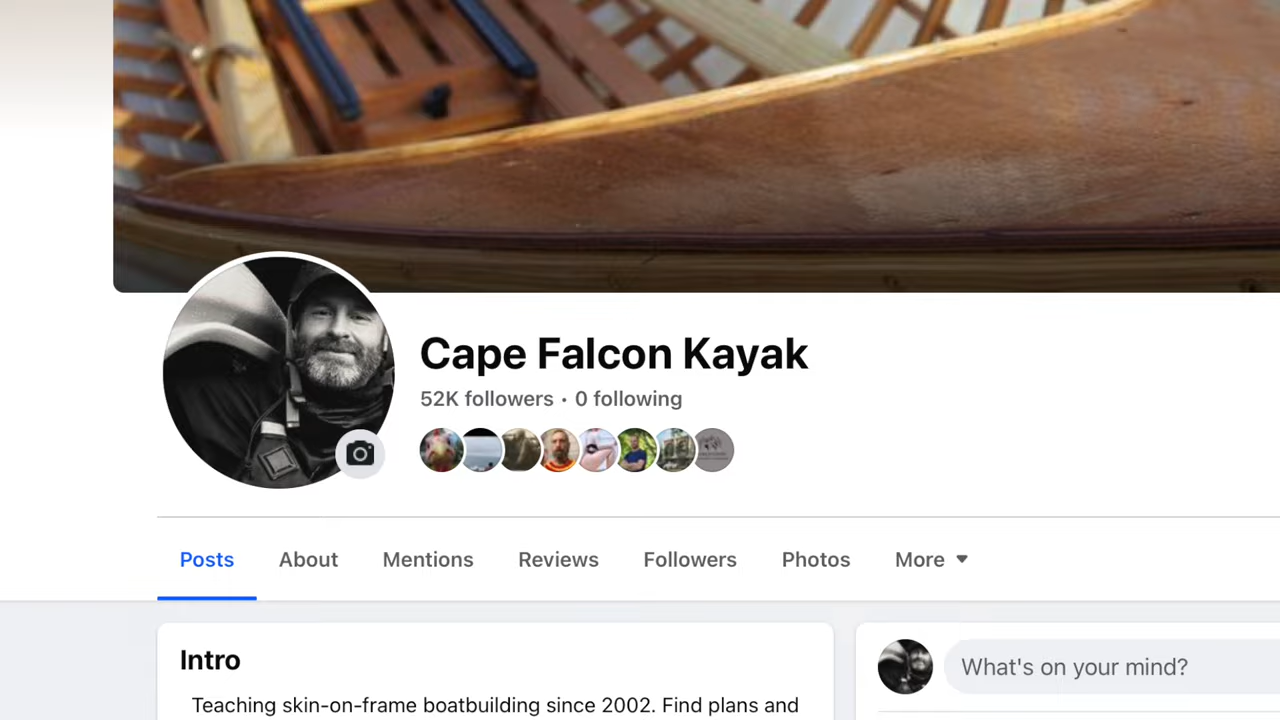 Cape Falcon Kayak
52K followers • 0 following
Posts About Mentions Reviews Followers Photos More
Intro
What's on your mind?
Teaching skin-on-frame boatbuilding since 2002. Find plans and